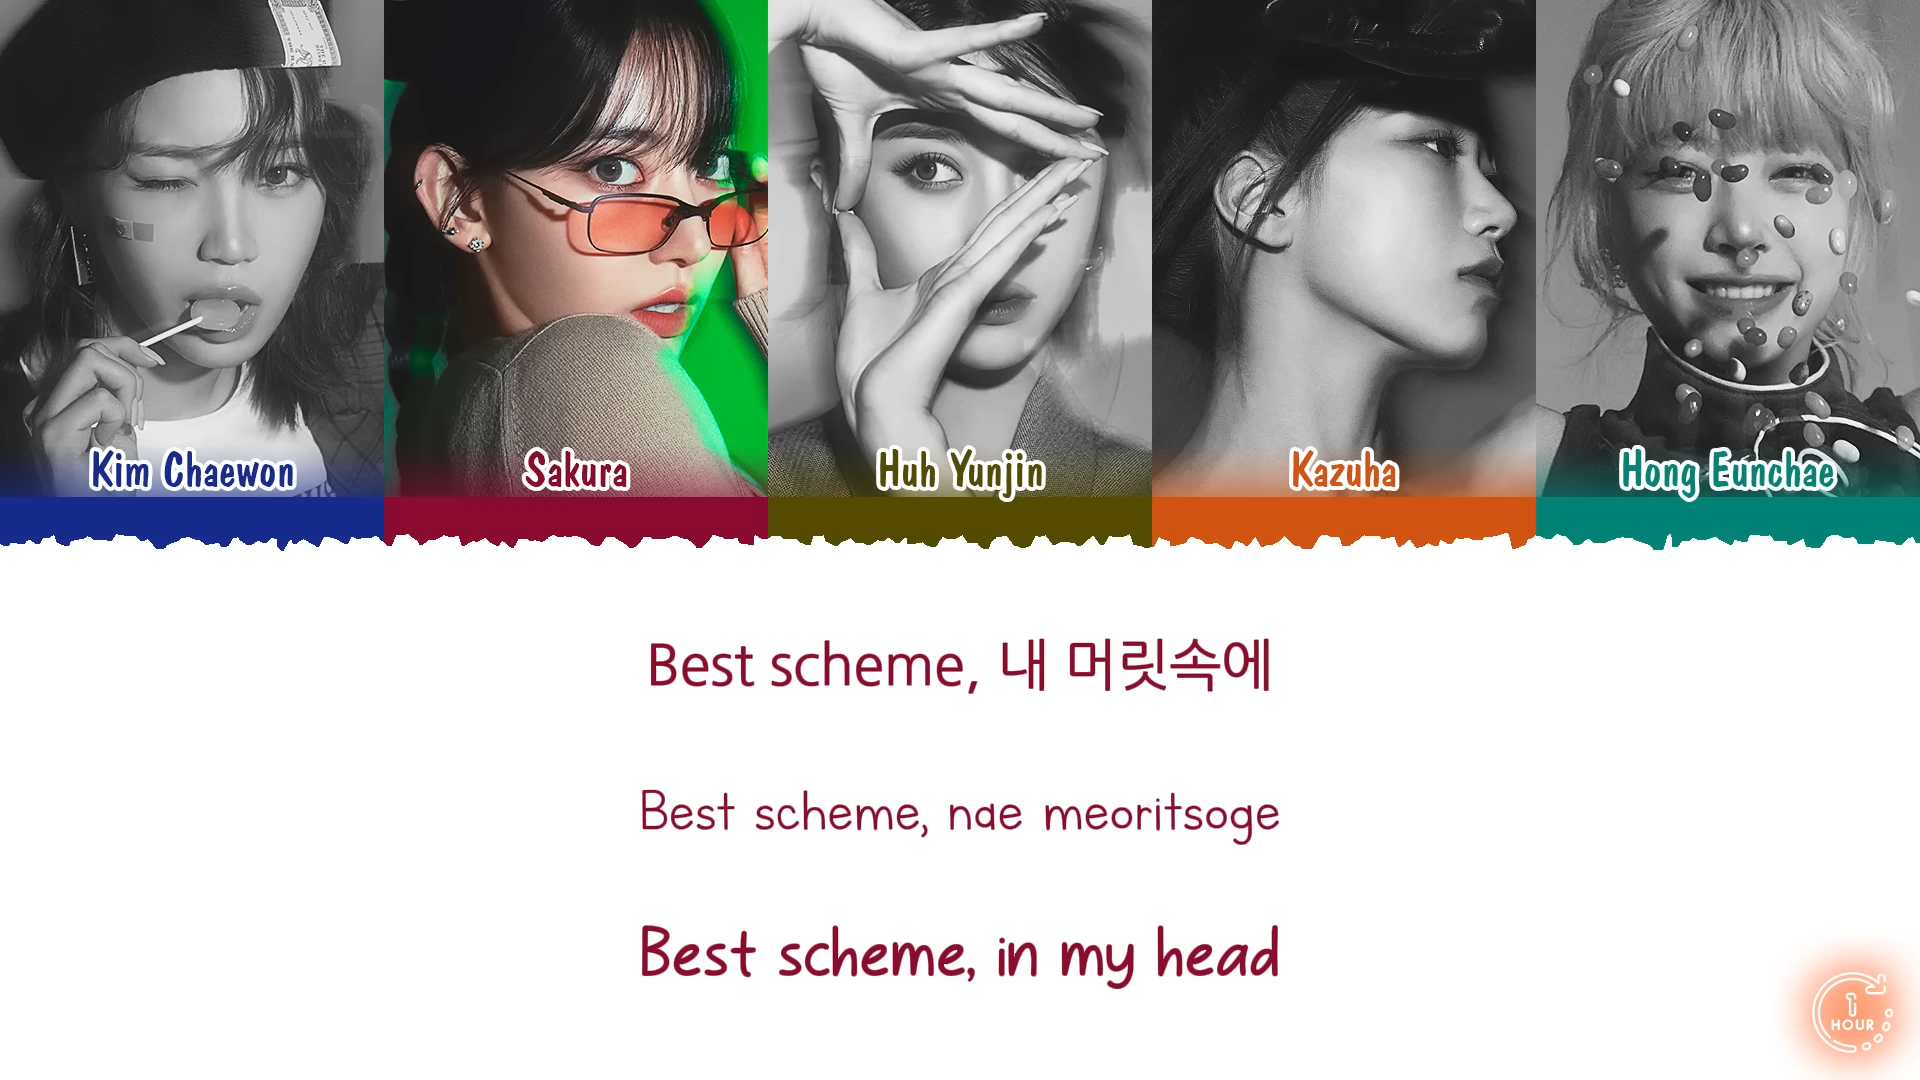 Kim Chaewon
Sakura
Huh Yunjin
Kazuha
Hong Eunchae
Best scheme, 내 머릿속에
Best scheme, nae meoritsoge
Best scheme, in my head
1
HOUR